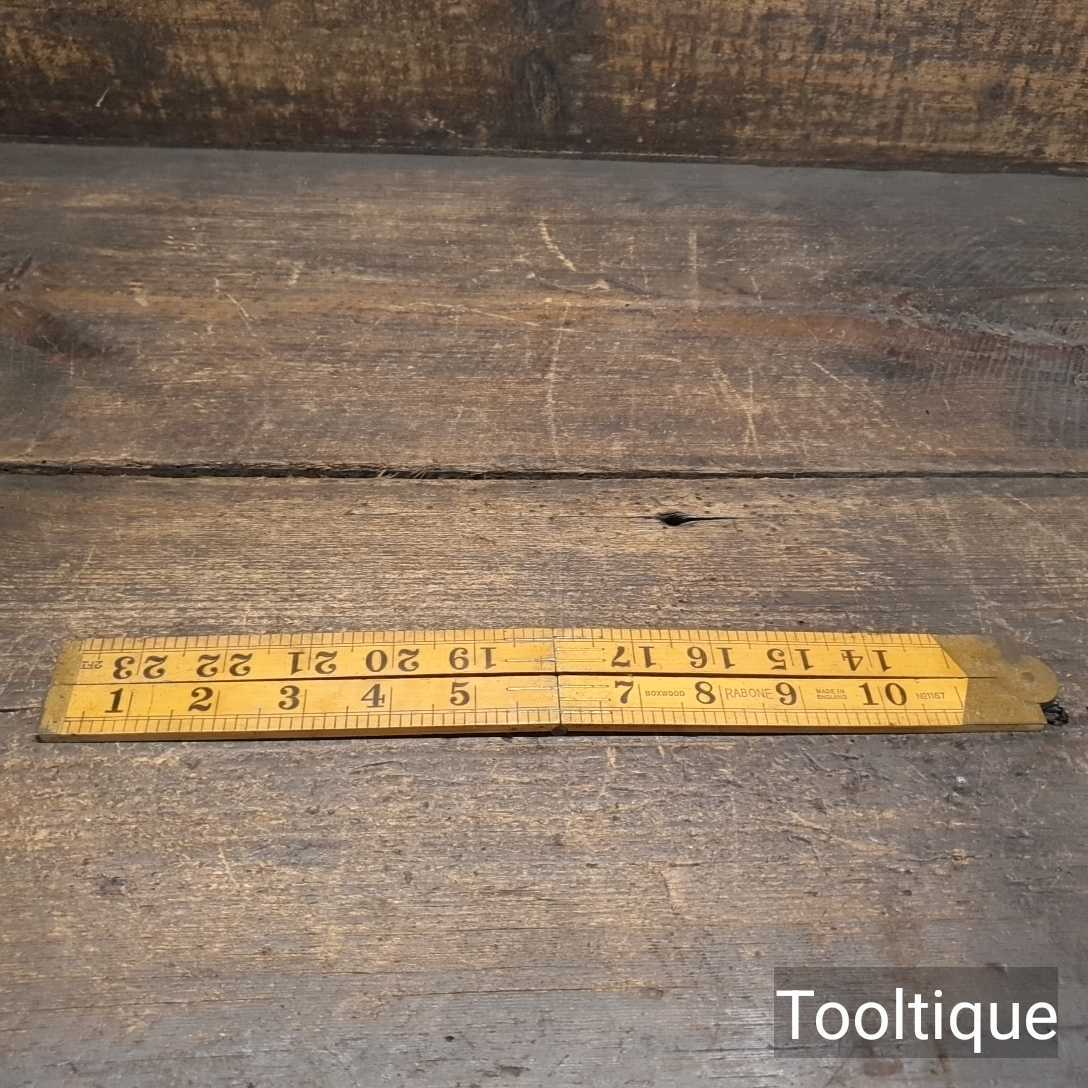 2FT 23 22 21 20 19 17 16 15 14
1 2 3 4 5 7 BOXWOOD 8 RABONE 9 MADE IN ENGLAND 10 No1167
Tooltique